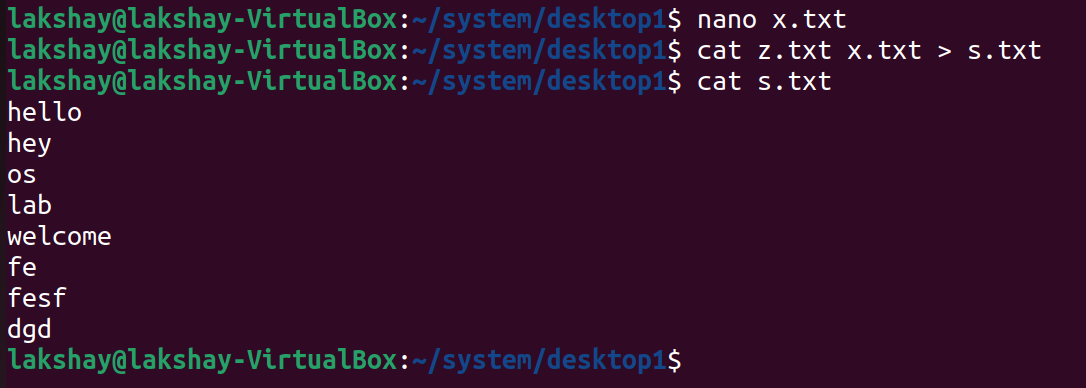 lakshay@lakshay-VirtualBox:~/system/desktop1$ nano x.txt
lakshay@lakshay-VirtualBox:~/system/desktop1$ cat z.txt x.txt > s.txt
lakshay@lakshay-VirtualBox:~/system/desktop1$ cat s.txt
hello
hey
os
lab
welcome
fe
fesf
dgd
lakshay@lakshay-VirtualBox:~/system/desktop1$